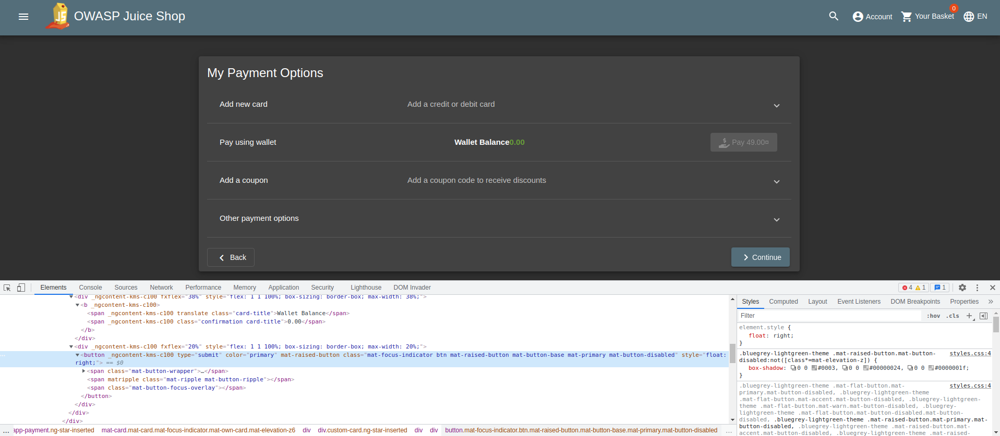 OWASP Juice Shop
Account
0
Your Basket
EN
My Payment Options
Add new card
Add a credit or debit card
Pay using wallet
Wallet Balance0.00
Pay 49.00¤
Add a coupon
Add a coupon code to receive discounts
Other payment options
Back
Continue
Elements Console Sources Network Performance Memory Application Security Lighthouse DOM Invader
4 1 1
▼<div _ngcontent-kms-c100 fxflex="38%" style="flex: 1 1 100%; box-sizing: border-box; max-width: 38%;">
▼<b _ngcontent-kms-c100>
<span _ngcontent-kms-c100 translate class="card-title">Wallet Balance</span>
<span _ngcontent-kms-c100 class="confirmation card-title">0.00</span>
</b>
</div>
▼<div _ngcontent-kms-c100 fxflex="20%" style="flex: 1 1 100%; box-sizing: border-box; max-width: 20%;">
… ▼<button _ngcontent-kms-c100 type="submit" color="primary" mat-raised-button class="mat-focus-indicator btn mat-raised-button mat-button-base mat-primary mat-button-disabled" style="float:
right;"> == $0
▶<span class="mat-button-wrapper">…</span>
<span matripple class="mat-ripple mat-button-ripple"></span>
<span class="mat-button-focus-overlay"></span>
</button>
</div>
</div>
</div>
… app-payment.ng-star-inserted mat-card.mat-card.mat-focus-indicator.mat-own-card.mat-elevation-z6 div div.custom-card.ng-star-inserted div div button.mat-focus-indicator.btn.mat-raised-button.mat-button-base.mat-primary.mat-button-disabled …
Styles Computed Layout Event Listeners DOM Breakpoints Properties »
Filter :hov .cls +
element.style {
float: right;
}
.bluegrey-lightgreen-theme .mat-raised-button.mat-button- styles.css:4
disabled:not([class*=mat-elevation-z]) {
box-shadow: 0 0 #0003, 0 0 #00000024, 0 0 #0000001f;
}
.bluegrey-lightgreen-theme .mat-flat-button.mat- styles.css:4
primary.mat-button-disabled, .bluegrey-lightgreen-theme
.mat-flat-button.mat-accent.mat-button-disabled, .bluegrey-lightgreen-
theme .mat-flat-button.mat-warn.mat-button-disabled, .bluegrey-
lightgreen-theme .mat-flat-button.mat-button-disabled.mat-button-
disabled, .bluegrey-lightgreen-theme .mat-raised-button.mat-primary.mat-
button-disabled, .bluegrey-lightgreen-theme .mat-raised-button.mat-
accent.mat-button-disabled, .bluegrey-lightgreen-theme .mat-raised-